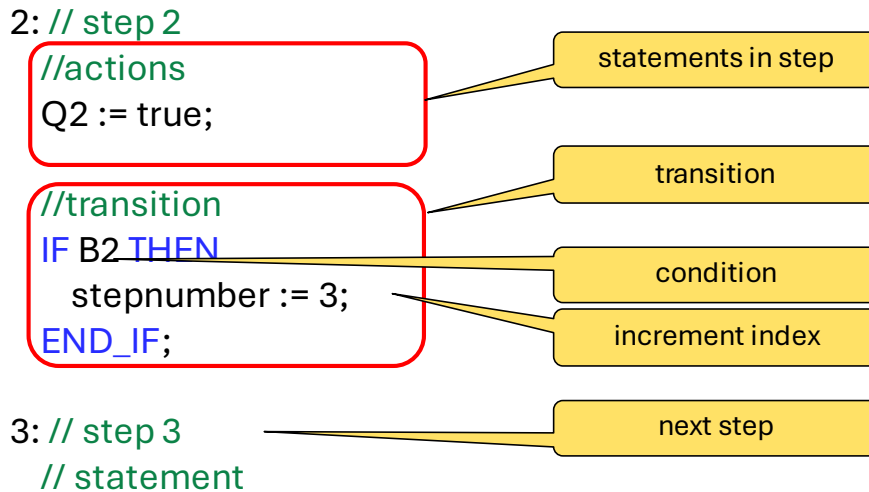 2: // step 2
//actions
Q2 := true;
statements in step
//transition
IF B2 THEN
stepnumber := 3;
END_IF;
transition
condition
increment index
3: // step 3
// statement
next step